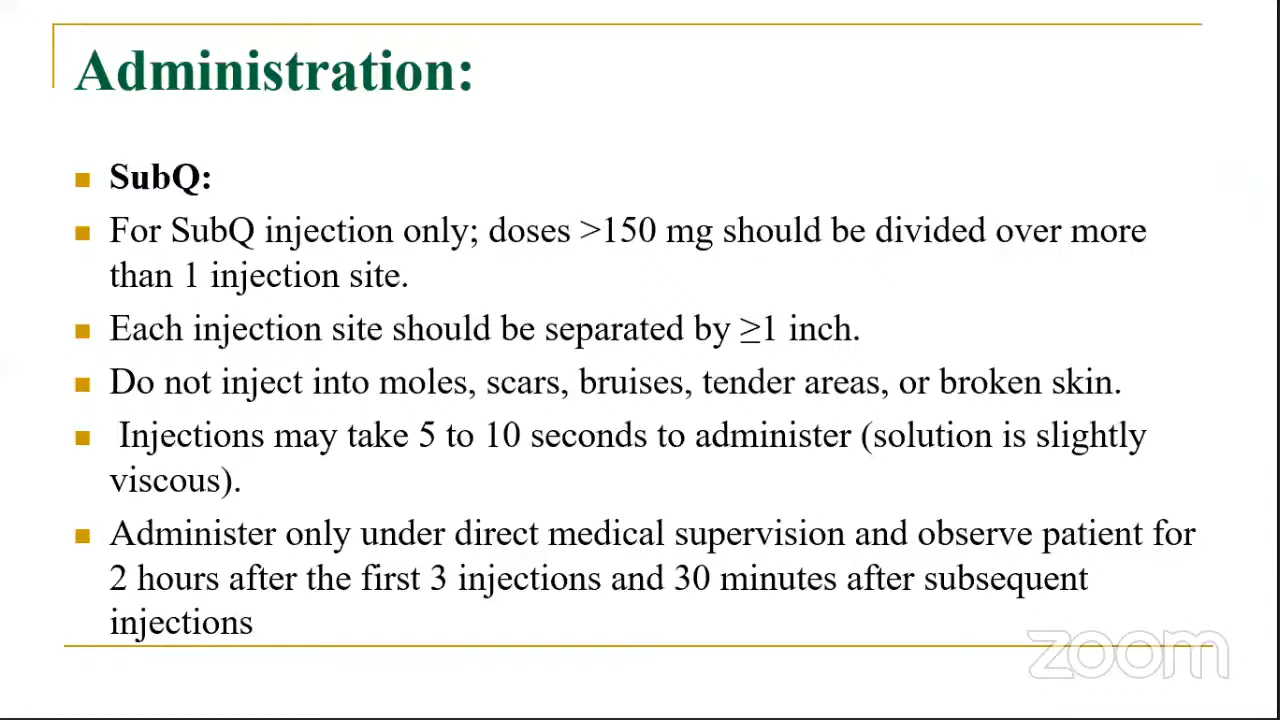 Administration:
SubQ:
For SubQ injection only; doses >150 mg should be divided over more
than 1 injection site.
Each injection site should be separated by ≥1 inch.
Do not inject into moles, scars, bruises, tender areas, or broken skin.
Injections may take 5 to 10 seconds to administer (solution is slightly
viscous).
Administer only under direct medical supervision and observe patient for
2 hours after the first 3 injections and 30 minutes after subsequent
injections
zoom